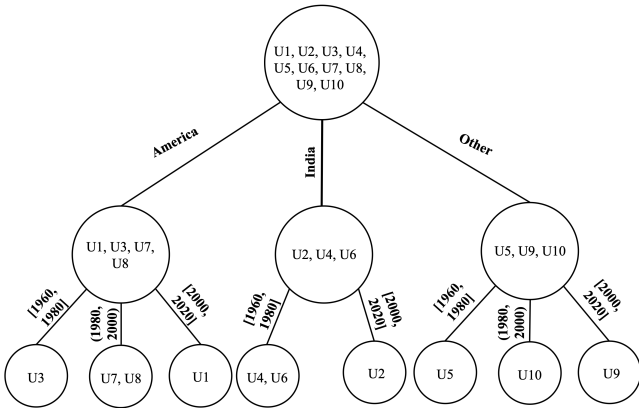 U1, U2, U3, U4,
U5, U6, U7, U8,
U9, U10
America
India
Other
U1, U3, U7,
U8
U2, U4, U6
U5, U9, U10
[1960,
1980]
(1980,
2000)
[2000,
2020]
[1960,
1980]
[2000,
2020]
[1960,
1980]
(1980,
2000)
[2000,
2020]
U3
U7, U8
U1
U4, U6
U2
U5
U10
U9